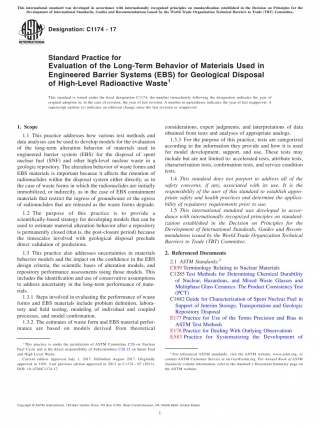 This international standard was developed in accordance with internationally recognized principles on standardization established in the Decision on Principles for the
Development of International Standards, Guides and Recommendations issued by the World Trade Organization Technical Barriers to Trade (TBT) Committee.
Designation: C1174 − 17
Standard Practice for
Evaluation of the Long-Term Behavior of Materials Used in
Engineered Barrier Systems (EBS) for Geological Disposal
of High-Level Radioactive Waste¹
This standard is issued under the fixed designation C1174; the number immediately following the designation indicates the year of
original adoption or, in the case of revision, the year of last revision. A number in parentheses indicates the year of last reapproval. A
superscript epsilon (ε) indicates an editorial change since the last revision or reapproval.
1. Scope
1.1 This practice addresses how various test methods and
data analyses can be used to develop models for the evaluation
of the long-term alteration behavior of materials used in
engineered barrier system (EBS) for the disposal of spent
nuclear fuel (SNF) and other high-level nuclear waste in a
geologic repository. The alteration behavior of waste forms and
EBS materials is important because it affects the retention of
radionuclides within the disposal system either directly, as in
the case of waste forms in which the radionuclides are initially
immobilized, or indirectly, as in the case of EBS containment
materials that restrict the ingress of groundwater or the egress
of radionuclides that are released as the waste forms degrade.
1.2 The purpose of this practice is to provide a
scientifically-based strategy for developing models that can be
used to estimate material alteration behavior after a repository
is permanently closed (that is, the post-closure period) because
the timescales involved with geological disposal preclude
direct validation of predictions.
1.3 This practice also addresses uncertainties in materials
behavior models and the impact on the confidence in the EBS
design criteria, the scientific bases of alteration models, and
repository performance assessments using those models. This
includes the identification and use of conservative assumptions
to address uncertainty in the long-term performance of mate-
rials.
1.3.1 Steps involved in evaluating the performance of waste
forms and EBS materials include problem definition, labora-
tory and field testing, modeling of individual and coupled
processes, and model confirmation.
1.3.2 The estimates of waste form and EBS material perfor-
mance are based on models derived from theoretical
considerations, expert judgments, and interpretations of data
obtained from tests and analyses of appropriate analogs.
1.3.3 For the purpose of this practice, tests are categorized
according to the information they provide and how it is used
for model development, support, and use. These tests may
include but are not limited to: accelerated tests, attribute tests,
characterization tests, confirmation tests, and service condition
tests.
1.4 This standard does not purport to address all of the
safety concerns, if any, associated with its use. It is the
responsibility of the user of this standard to establish appro-
priate safety and health practices and determine the applica-
bility of regulatory requirements prior to use.
1.5 This international standard was developed in accor-
dance with internationally recognized principles on standard-
ization established in the Decision on Principles for the
Development of International Standards, Guides and Recom-
mendations issued by the World Trade Organization Technical
Barriers to Trade (TBT) Committee.
2. Referenced Documents
2.1 ASTM Standards:²
C859 Terminology Relating to Nuclear Materials
C1285 Test Methods for Determining Chemical Durability
of Nuclear, Hazardous, and Mixed Waste Glasses and
Multiphase Glass Ceramics: The Product Consistency Test
(PCT)
C1682 Guide for Characterization of Spent Nuclear Fuel in
Support of Interim Storage, Transportation and Geologic
Repository Disposal
E177 Practice for Use of the Terms Precision and Bias in
ASTM Test Methods
E178 Practice for Dealing With Outlying Observations
E583 Practice for Systematizing the Development of
¹ This practice is under the jurisdiction of ASTM Committee C26 on Nuclear
Fuel Cycle and is the direct responsibility of Subcommittee C26.13 on Spent Fuel
and High Level Waste.
Current edition approved July 1, 2017. Published August 2017. Originally
approved in 1991. Last previous edition approved in 2013 as C1174 – 07 (2013).
DOI: 10.1520/C1174-17.
² For referenced ASTM standards, visit the ASTM website, www.astm.org, or
contact ASTM Customer Service at service@astm.org. For Annual Book of ASTM
Standards volume information, refer to the standard's Document Summary page on
the ASTM website.
Copyright © ASTM International, 100 Barr Harbor Drive, PO Box C700, West Conshohocken, PA 19428-2959. United States
1